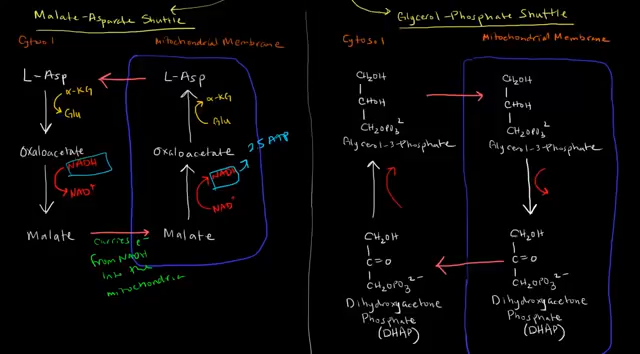 Malate-Aspartate Shuttle
Cytosol
Mitochondrial Membrane
L-Asp
L-Asp
α-KG
Glu
α-KG
Glu
Oxaloacetate
Oxaloacetate
2.5 ATP
NADH
NAD+
NADH
NAD+
Malate
Malate
Carries e-
from NADH
into the
mitochondria
Glycerol-Phosphate Shuttle
Cytosol
Mitochondrial Membrane
CH2OH
CHOH
CH2OPO3 2
Glycerol-3-Phosphate
CH2OH
CHOH
CH2OPO3 2
Glycerol-3-Phosphate
CH2OH
C=O
CH2OPO3 2-
Dihydroxyacetone
Phosphate
(DHAP)
CH2OH
C=O
CH2OPO3 2-
Dihydroxyacetone
Phosphate
(DHAP)